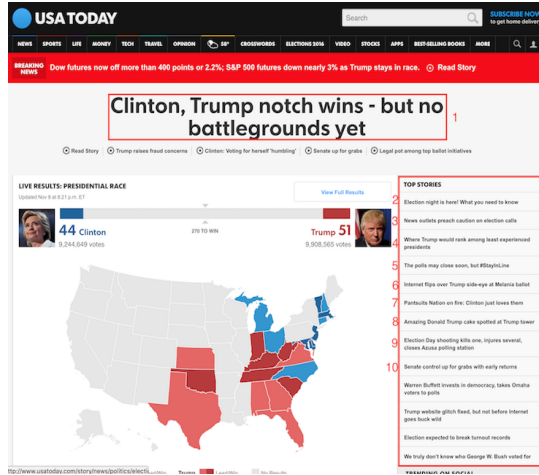 USA TODAY
Search
SUBSCRIBE NOW
to get home deliver
NEWS SPORTS LIFE MONEY TECH TRAVEL OPINION 58° CROSSWORDS ELECTIONS 2016 VIDEO STOCKS APPS BEST-SELLING BOOKS MORE
BREAKING NEWS Dow futures now off more than 400 points or 2.2%; S&P 500 futures down nearly 3% as Trump stays in race. Read Story
Clinton, Trump notch wins - but no
battlegrounds yet
1
Read Story Trump raises fraud concerns Clinton: Voting for herself 'humbling' Senate up for grabs Legal pot among top ballot initiatives
LIVE RESULTS: PRESIDENTIAL RACE
Updated Nov 8 at 9:21 p.m. ET
View Full Results
44 Clinton
9,244,649 votes
270 TO WIN
Trump 51
9,908,565 votes
TOP STORIES
2 Election night is here! What you need to know
3 News outlets preach caution on election calls
4 Where Trump would rank among least experienced
presidents
5 The polls may close soon, but #StayInLine
6 Internet flips over Trump side-eye at Melania ballot
7 Pantsuits Nation on fire: Clinton just loves them
8 Amazing Donald Trump cake spotted at Trump tower
9 Election Day shooting kills one, injures several,
closes Azusa polling station
10 Senate control up for grabs with early returns
Warren Buffett invests in democracy, takes Omaha
voters to polls
Trump website glitch fixed, but not before Internet
goes buck wild
Election expected to break turnout records
We truly don't know who George W. Bush voted for
TRENDING ON SOCIAL
http://www.usatoday.com/story/news/politics/electi
Trump Lead/Win No Results